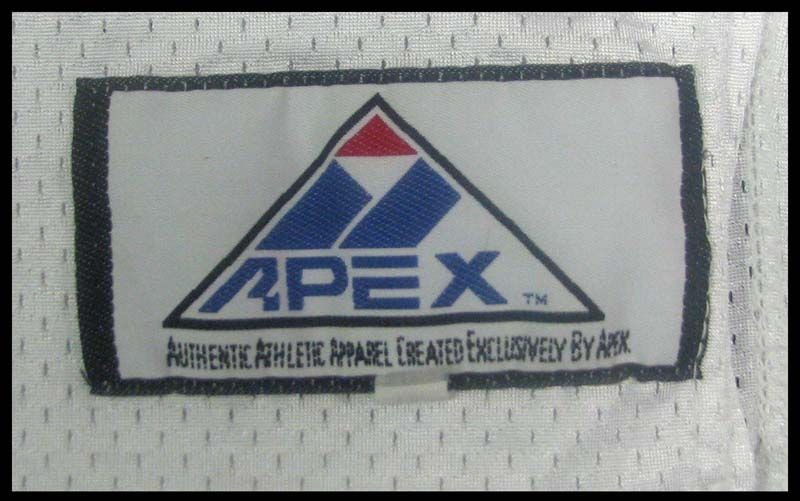 APEX ™
AUTHENTIC ATHLETIC APPAREL CREATED EXCLUSIVELY BY APEX.